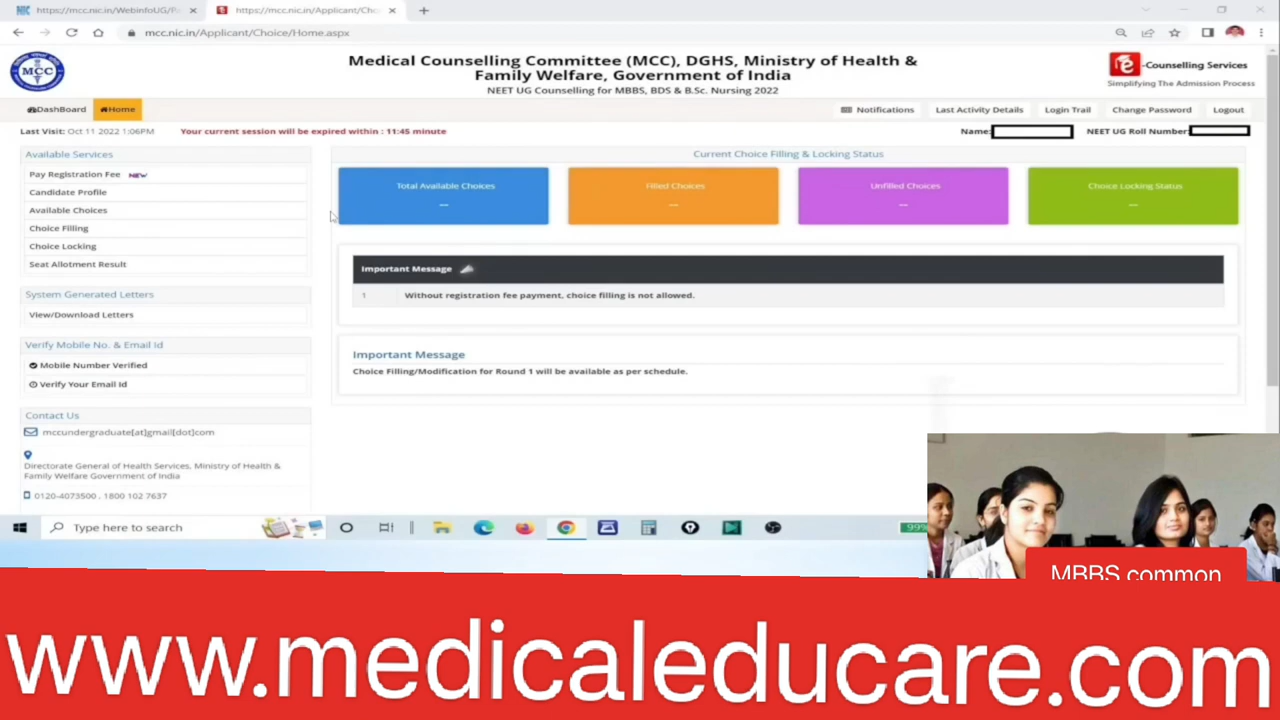 https://mcc.nic.in/WebinfoUG/Pa
https://mcc.nic.in/Applicant/Cho
mcc.nic.in/Applicant/Choice/Home.aspx
MCC
Medical Counselling Committee (MCC), DGHS, Ministry of Health &
Family Welfare, Government of India
NEET UG Counselling for MBBS, BDS & B.Sc. Nursing 2022
e -Counselling Services
Simplifying The Admission Process
DashBoard Home Notifications Last Activity Details Login Trail Change Password Logout
Last Visit: Oct 11 2022 1:06PM Your current session will be expired within : 11:45 minute Name: NEET UG Roll Number:
Available Services
Pay Registration Fee NEW
Candidate Profile
Available Choices
Choice Filling
Choice Locking
Seat Allotment Result
System Generated Letters
View/Download Letters
Verify Mobile No. & Email Id
Mobile Number Verified
Verify Your Email Id
Contact Us
mccundergraduate[at]gmail[dot]com
Directorate General of Health Services, Ministry of Health &
Family Welfare Government of India
0120-4073500 , 1800 102 7637
Current Choice Filling & Locking Status
Total Available Choices
--
Filled Choices
--
Unfilled Choices
--
Choice Locking Status
--
Important Message
1 Without registration fee payment, choice filling is not allowed.
Important Message
Choice Filling/Modification for Round 1 will be available as per schedule.
Type here to search
99%
MBBS common
www.medicaleducare.com